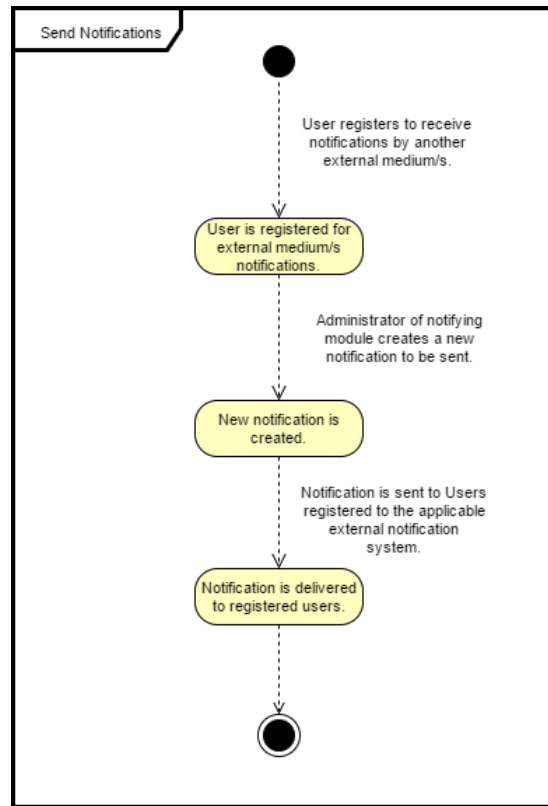 Send Notifications
User registers to receive
notifications by another
external medium/s.
User is registered for
external medium/s
notifications.
Administrator of notifying
module creates a new
notification to be sent.
New notification is
created.
Notification is sent to Users
registered to the applicable
external notification
system.
Notification is delivered
to registered users.